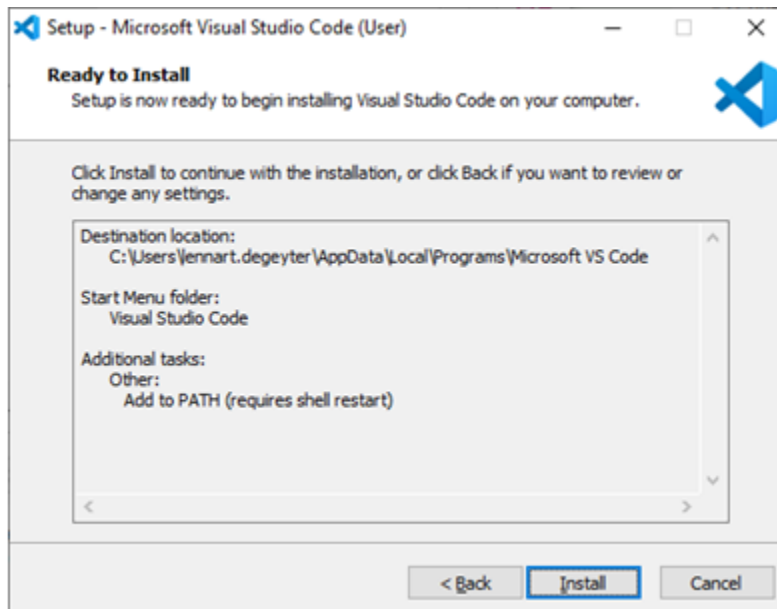 Setup - Microsoft Visual Studio Code (User)
Ready to Install
Setup is now ready to begin installing Visual Studio Code on your computer.
Click Install to continue with the installation, or click Back if you want to review or
change any settings.
Destination location:
C:\Users\lennart.degeyter\AppData\Local\Programs\Microsoft VS Code
Start Menu folder:
Visual Studio Code
Additional tasks:
Other:
Add to PATH (requires shell restart)
< Back Install Cancel